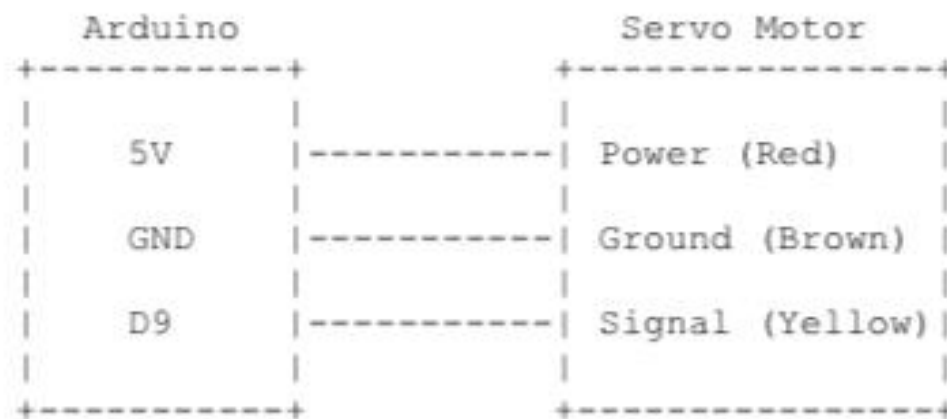 Arduino Servo Motor
5V Power (Red)
GND Ground (Brown)
D9 Signal (Yellow)